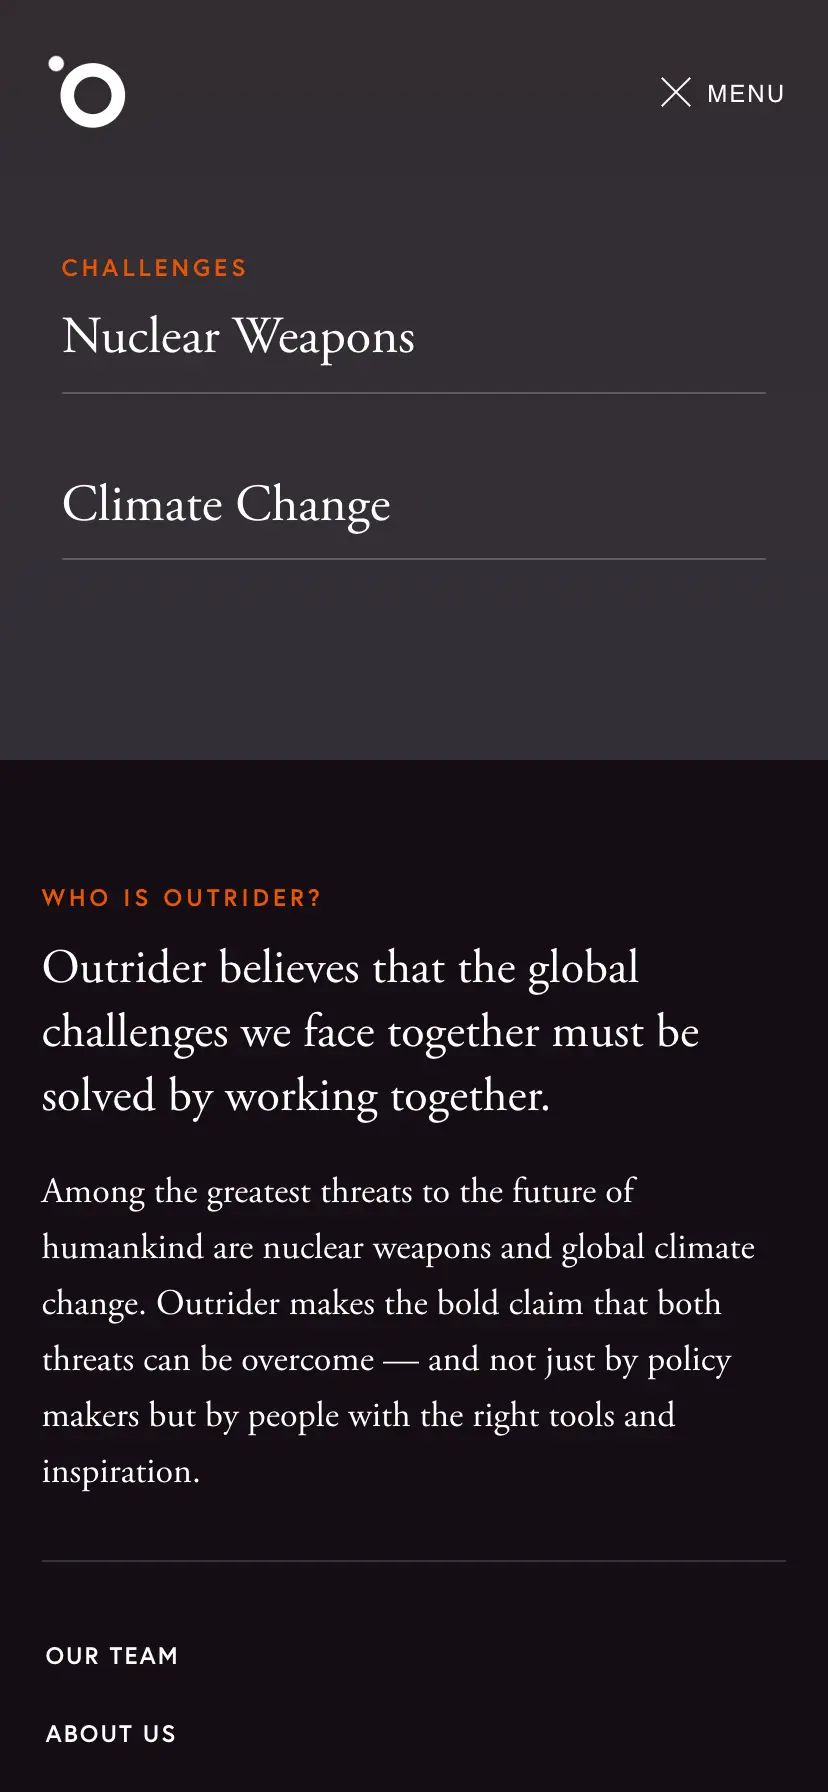 MENU
CHALLENGES
Nuclear Weapons
Climate Change
WHO IS OUTRIDER?
Outrider believes that the global
challenges we face together must be
solved by working together.
Among the greatest threats to the future of
humankind are nuclear weapons and global climate
change. Outrider makes the bold claim that both
threats can be overcome — and not just by policy
makers but by people with the right tools and
inspiration.
OUR TEAM
ABOUT US